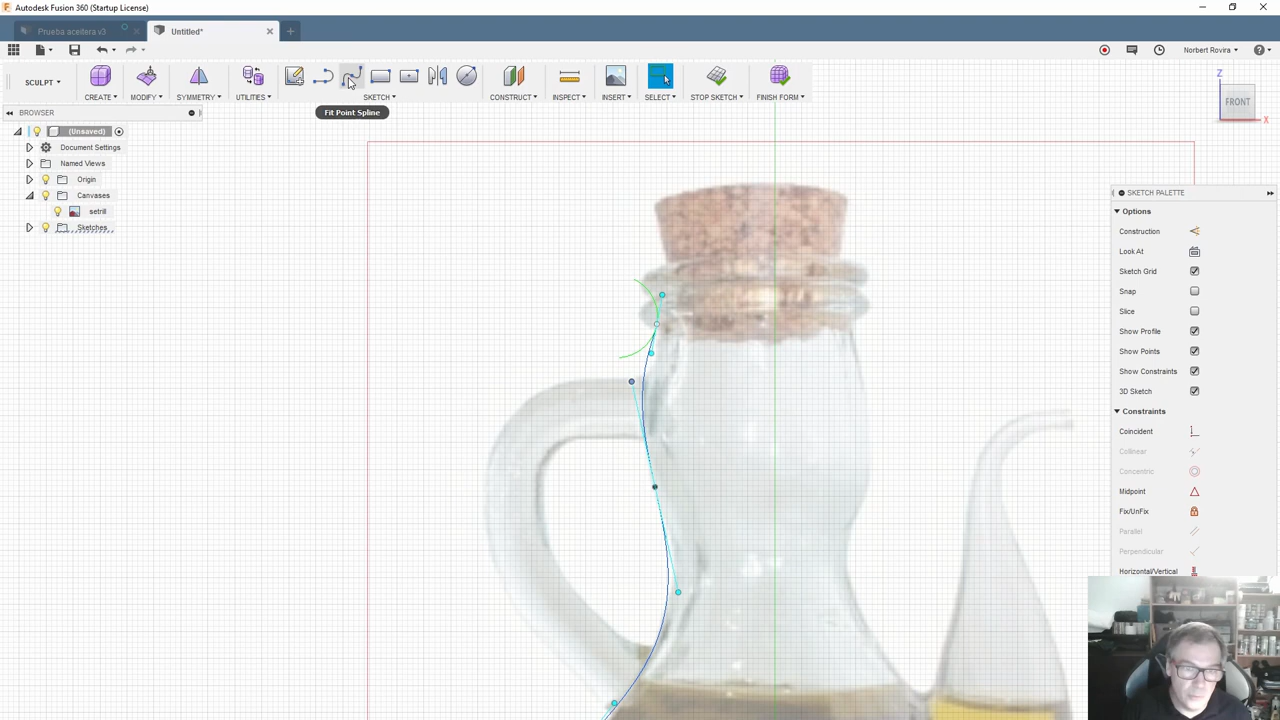 Autodesk Fusion 360 (Startup License)
Prueba aceitera v3
Untitled*
Norbert Rovira
SCULPT
CREATE
MODIFY
SYMMETRY
UTILITIES
SKETCH
CONSTRUCT
INSPECT
INSERT
SELECT
STOP SKETCH
FINISH FORM
Fit Point Spline
BROWSER
(Unsaved)
Document Settings
Named Views
Origin
Canvases
setrill
Sketches
Z
FRONT
X
SKETCH PALETTE
Options
Construction
Look At
Sketch Grid
Snap
Slice
Show Profile
Show Points
Show Constraints
3D Sketch
Constraints
Coincident
Collinear
Concentric
Midpoint
Fix/UnFix
Parallel
Perpendicular
Horizontal/Vertical